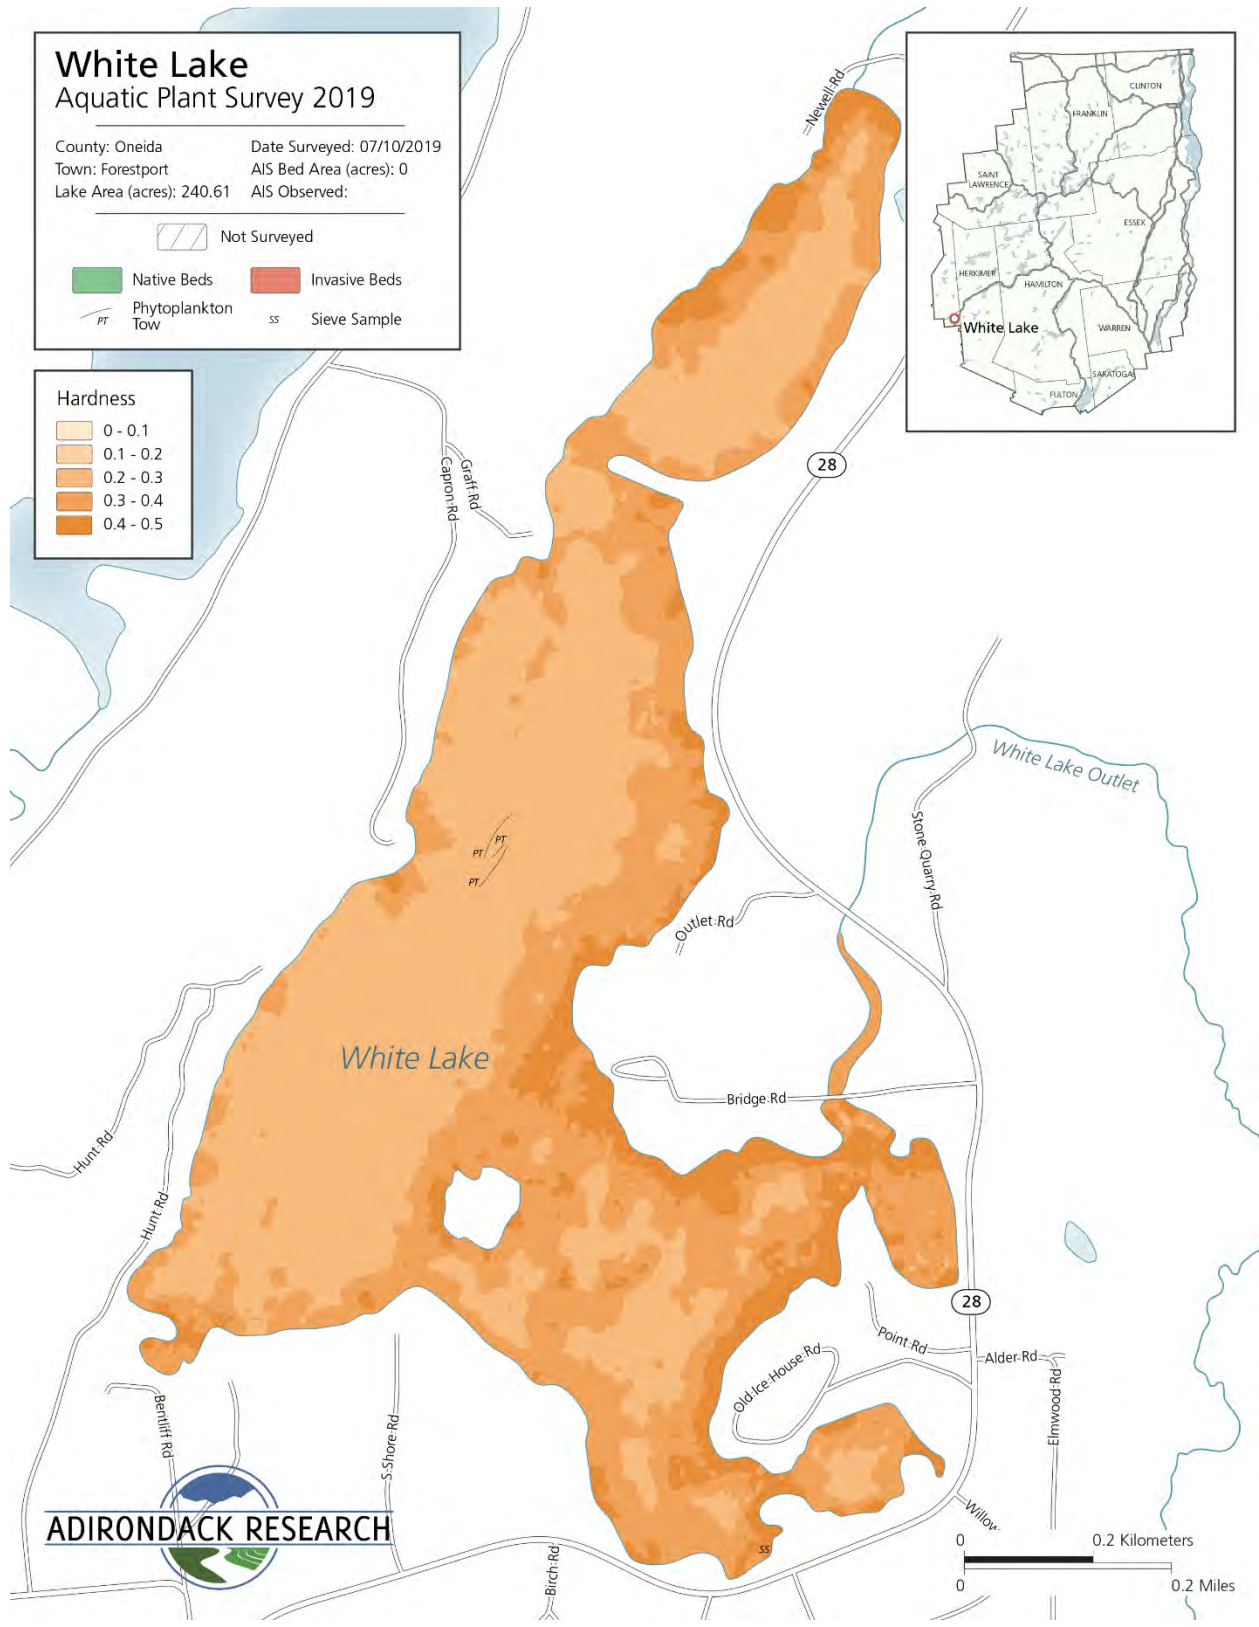 White Lake
Aquatic Plant Survey 2019
County: Oneida
Date Surveyed: 07/10/2019
Town: Forestport
AIS Bed Area (acres): 0
Lake Area (acres): 240.61
AIS Observed:
Not Surveyed
Native Beds
Invasive Beds
PT
Phytoplankton
Tow
SS
Sieve Sample
Hardness
0 - 0.1
0.1 - 0.2
0.2 - 0.3
0.3 - 0.4
0.4 - 0.5
CLINTON
FRANKLIN
SAINT
LAWRENCE
ESSEX
HERKIMER
HAMILTON
White Lake
WARREN
SARATOGA
FULTON
Newell Rd
28
Graff Rd
Capron Rd
White Lake Outlet
Stone Quarry Rd
PT
PT
PT
Outlet Rd
White Lake
Bridge Rd
Hunt Rd
Hunt Rd
28
Point Rd
Alder Rd
Old Ice House Rd
Elmwood Rd
Bentliff Rd
S Shore Rd
Willow
SS
Birch Rd
ADIRONDACK RESEARCH
0
0.2 Kilometers
0
0.2 Miles